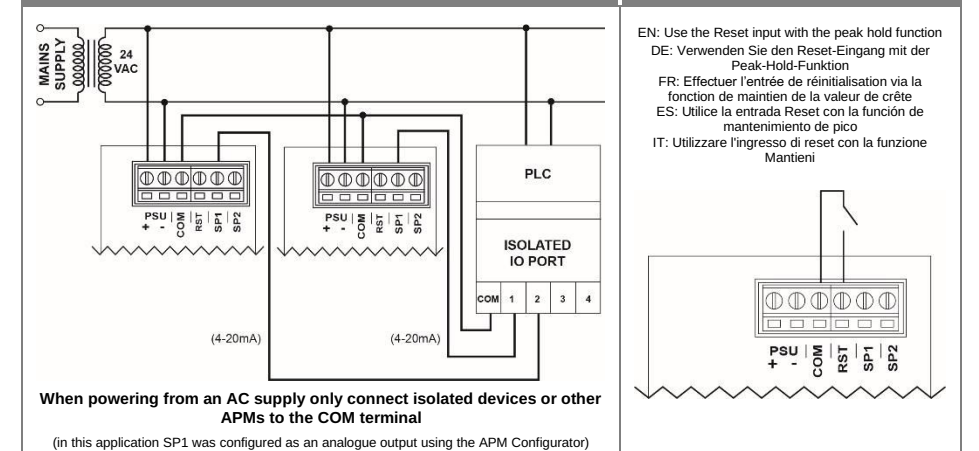 MAINS
SUPPLY
24
VAC
PSU
+ -
COM
RST
SP1
SP2
PSU
+ -
COM
RST
SP1
SP2
PLC
ISOLATED
IO PORT
COM 1 2 3 4
(4-20mA)
(4-20mA)
When powering from an AC supply only connect isolated devices or other
APMs to the COM terminal
(in this application SP1 was configured as an analogue output using the APM Configurator)
EN: Use the Reset input with the peak hold function
DE: Verwenden Sie den Reset-Eingang mit der
Peak-Hold-Funktion
FR: Effectuer l'entrée de réinitialisation via la
fonction de maintien de la valeur de crête
ES: Utilice la entrada Reset con la función de
mantenimiento de pico
IT: Utilizzare l'ingresso di reset con la funzione
Mantieni
PSU
+ -
COM
RST
SP1
SP2